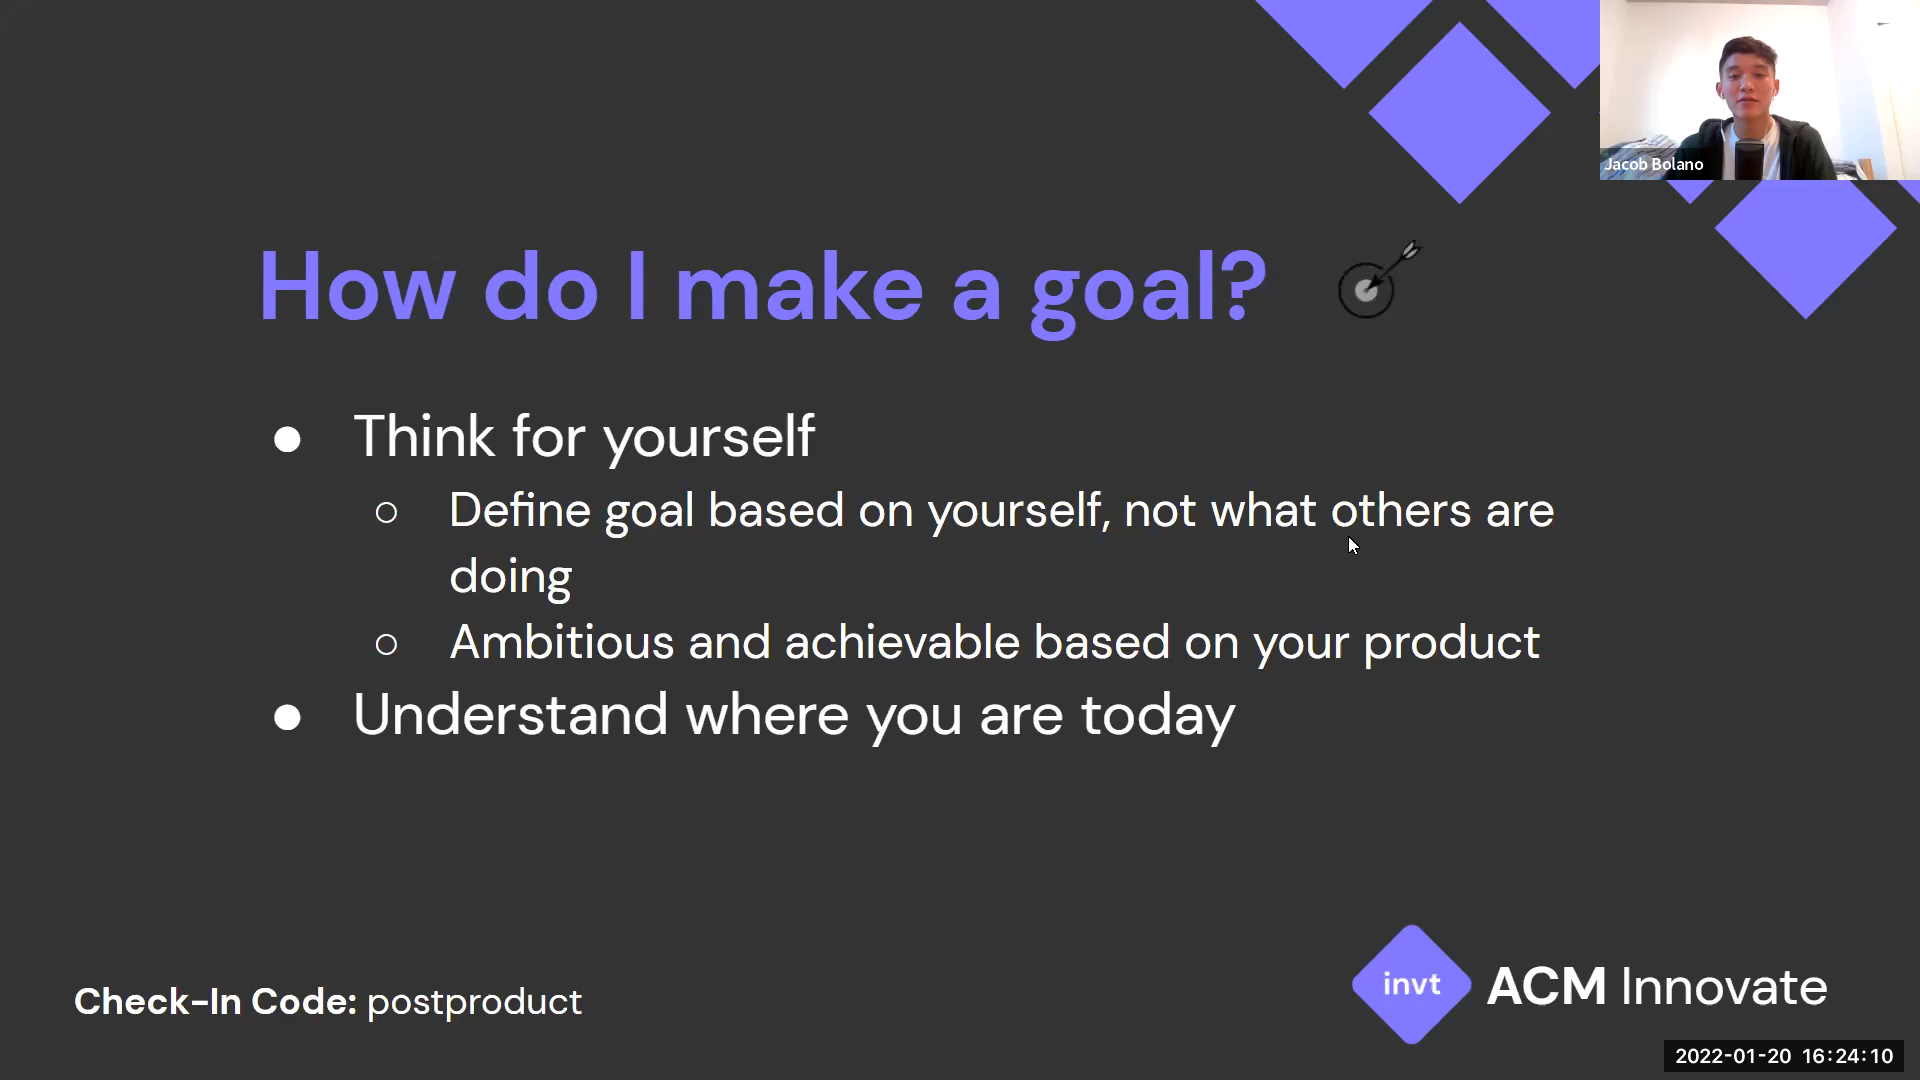 Jacob Bolano
How do I make a goal?
● Think for yourself
○ Define goal based on yourself, not what others are
doing
○ Ambitious and achievable based on your product
● Understand where you are today
Check-In Code: postproduct
invt
ACM Innovate
2022-01-20 16:24:10